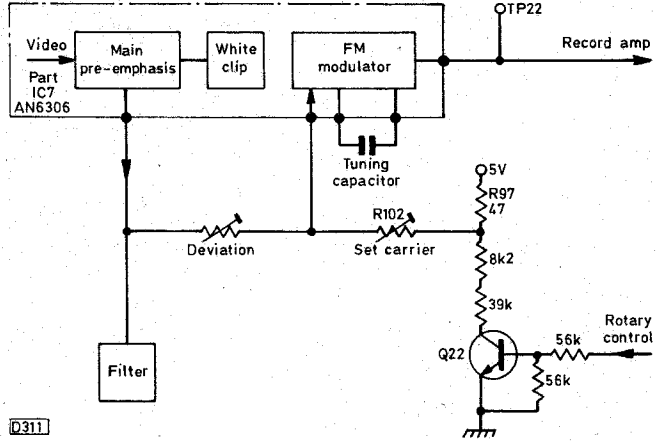 TP22
Video
Main
pre-emphasis
White
clip
FM
modulator
Record amp
Part
IC7
AN6306
Tuning
capacitor
5V
R97
47
R102
Deviation
Set carrier
8k2
39k
Rotary
control
Filter
Q22
56k
56k
D311